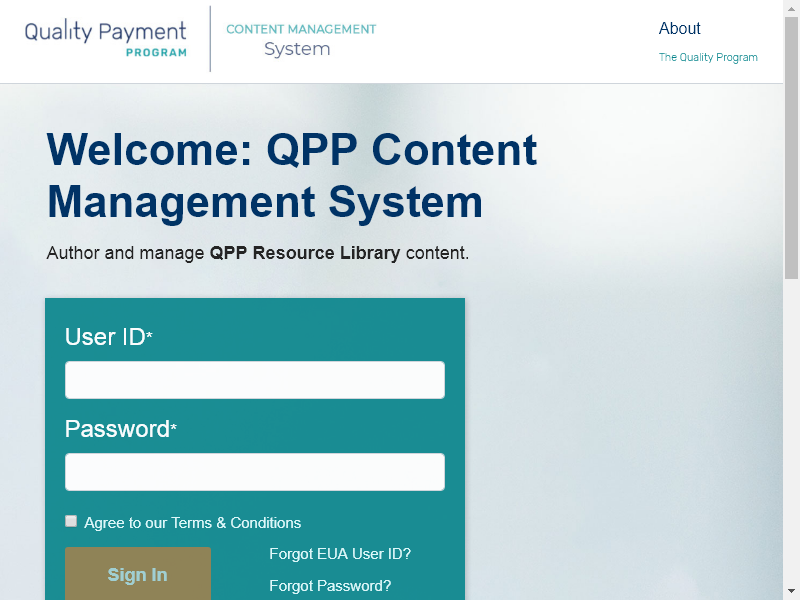 Quality Payment
PROGRAM
CONTENT MANAGEMENT
System
About
The Quality Program
Welcome: QPP Content
Management System
Author and manage QPP Resource Library content.
User ID*
Password*
Agree to our Terms & Conditions
Sign In
Forgot EUA User ID?
Forgot Password?